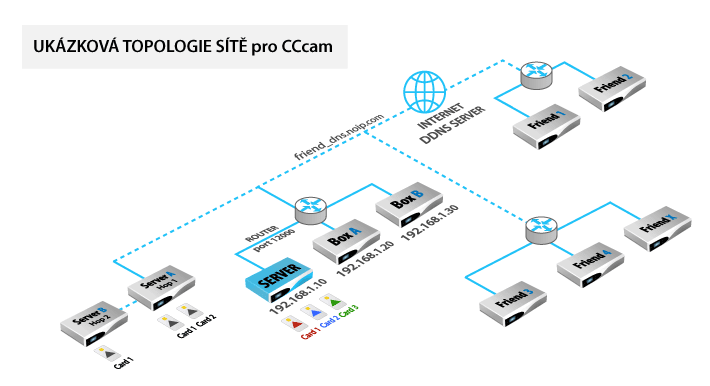 UKÁZKOVÁ TOPOLOGIE SÍTĚ pro CCcam
INTERNET
DDNS SERVER
friend_dns.noip.com
Friend 2
Friend 1
ROUTER
port 12000
Box B
192.168.1.30
Box A
192.168.1.20
SERVER
192.168.1.10
Card 1 Card 2 Card 3
Server A
Hop 1
Card 1 Card 2
Server B
Hop 2
Card 1
Friend X
Friend 4
Friend 3